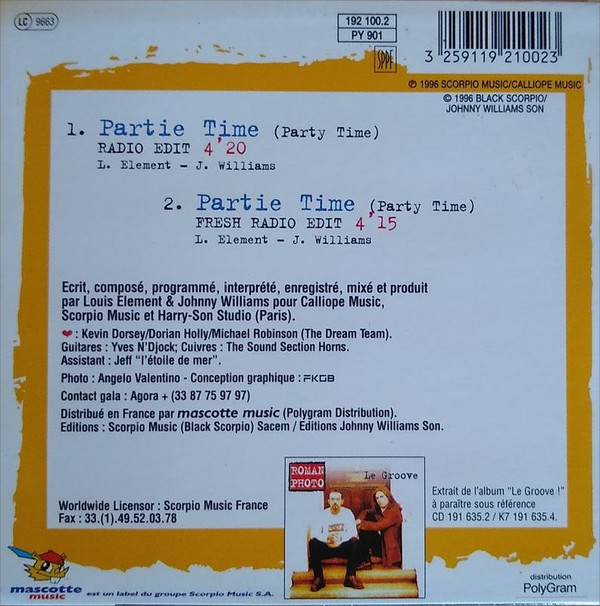 LC 9663
192 100.2
PY 901
SPPF
3 259119 210023
℗ 1996 SCORPIO MUSIC/CALLIOPE MUSIC
© 1996 BLACK SCORPIO/
JOHNNY WILLIAMS SON
1. Partie Time (Party Time)
RADIO EDIT 4'20
L. Element - J. Williams
2. Partie Time (Party Time)
FRESH RADIO EDIT 4'15
L. Element - J. Williams
Ecrit, composé, programmé, interprété, enregistré, mixé et produit
par Louis Element & Johnny Williams pour Calliope Music,
Scorpio Music et Harry-Son Studio (Paris).
❤ : Kevin Dorsey/Dorian Holly/Michael Robinson (The Dream Team).
Guitares : Yves N'Djock; Cuivres : The Sound Section Horns.
Assistant : Jeff "l'étoile de mer".
Photo : Angelo Valentino - Conception graphique : FKGB
Contact gala : Agora + (33 87 75 97 97)
Distribué en France par mascotte music (Polygram Distribution).
Editions : Scorpio Music (Black Scorpio) Sacem / Editions Johnny Williams Son.
ROMAN
PHOTO
Le Groove
Worldwide Licensor : Scorpio Music France
Fax : 33.(1).49.52.03.78
Extrait de l'album "Le Groove !"
à paraître sous référence
CD 191 635.2 / K7 191 635.4.
mascotte
music
est un label du groupe Scorpio Music S.A.
distribution
PolyGram